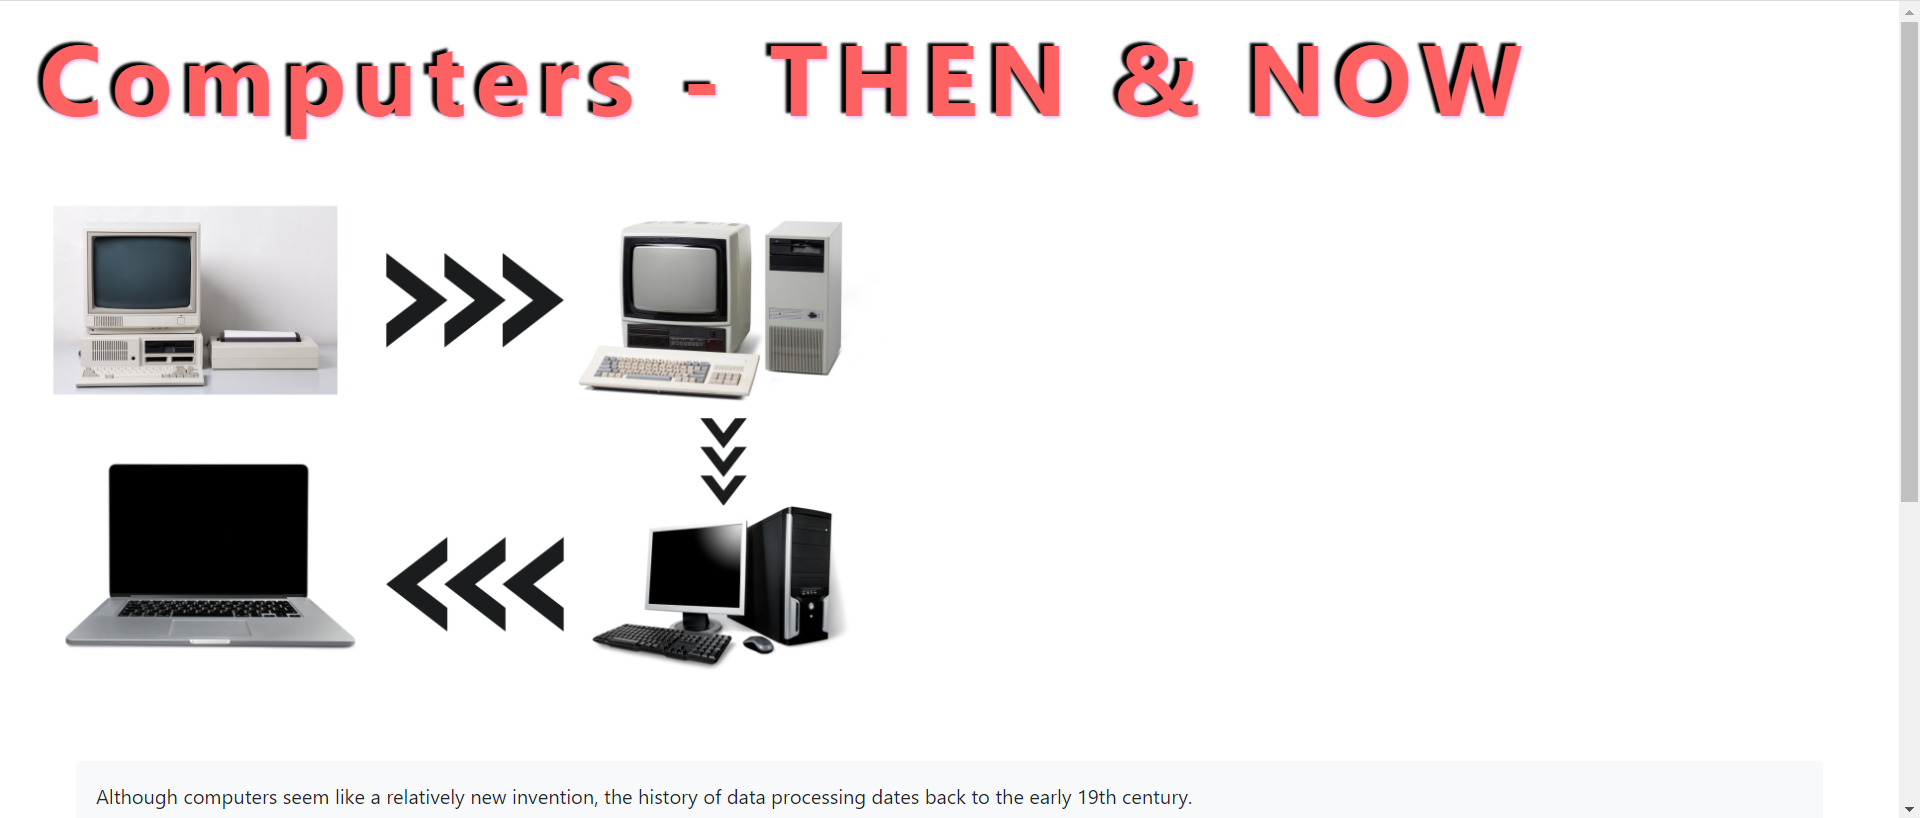 Computers - THEN & NOW
Although computers seem like a relatively new invention, the history of data processing dates back to the early 19th century.